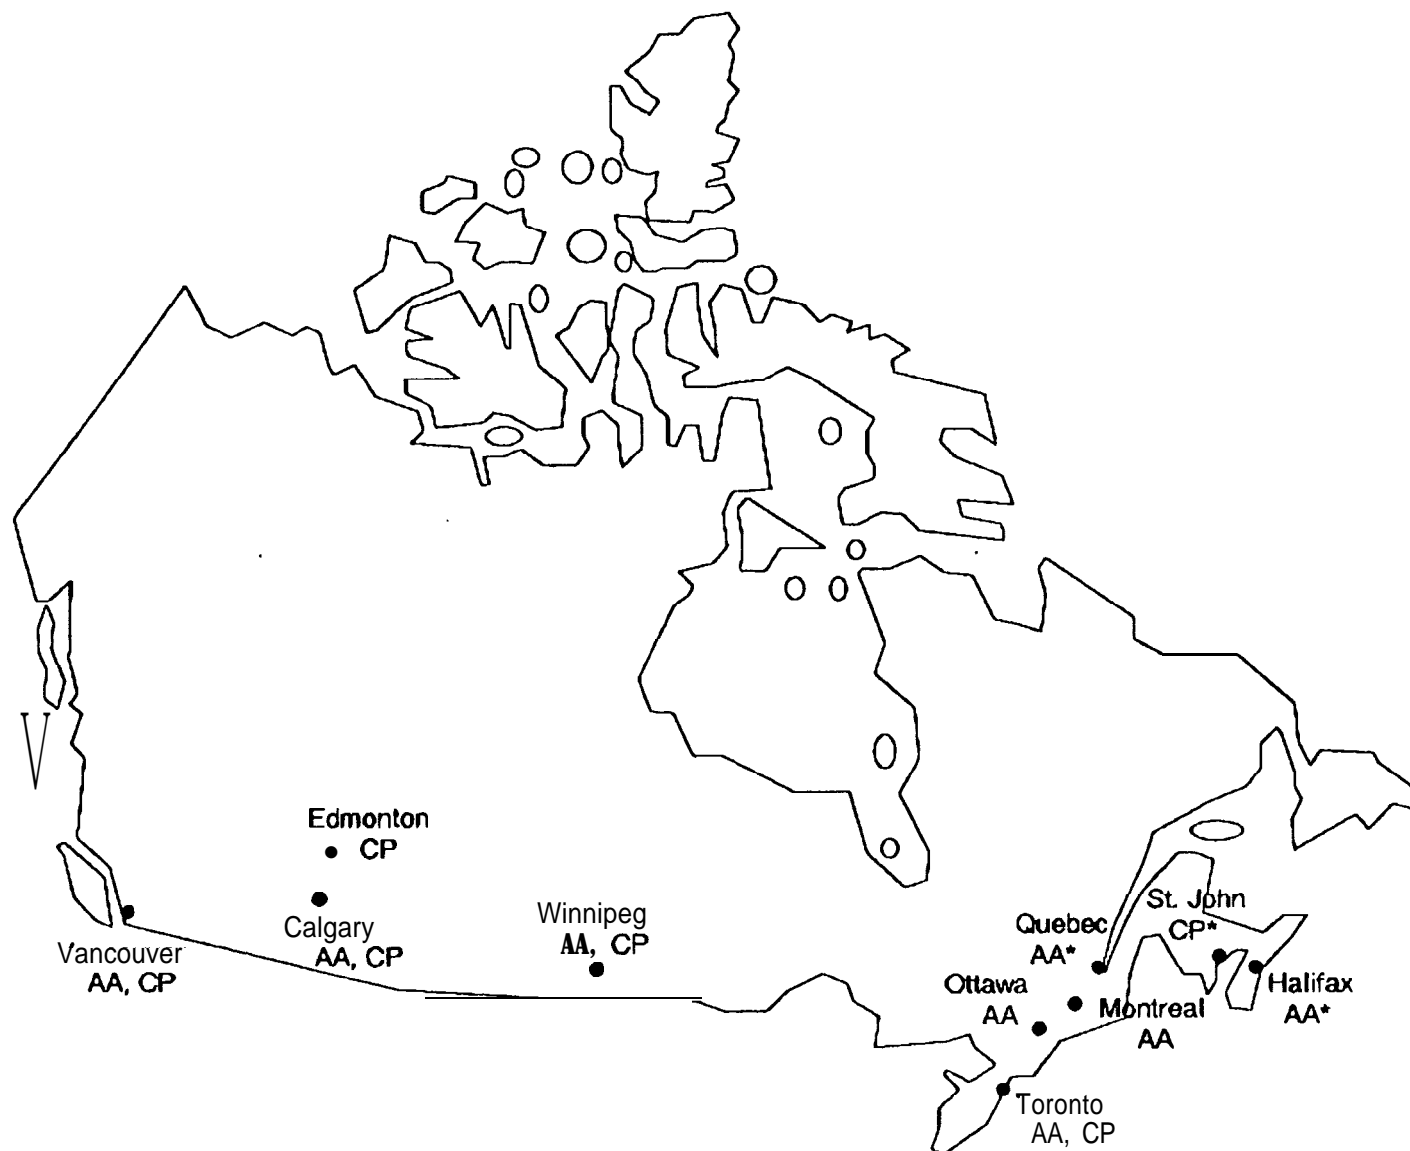 Edmonton
CP
Calgary
AA, CP
Vancouver
AA, CP
Winnipeg
AA, CP
St. John
CP*
Quebec
AA*
Ottawa
AA
Montreal
AA
Halifax
AA*
Toronto
AA, CP